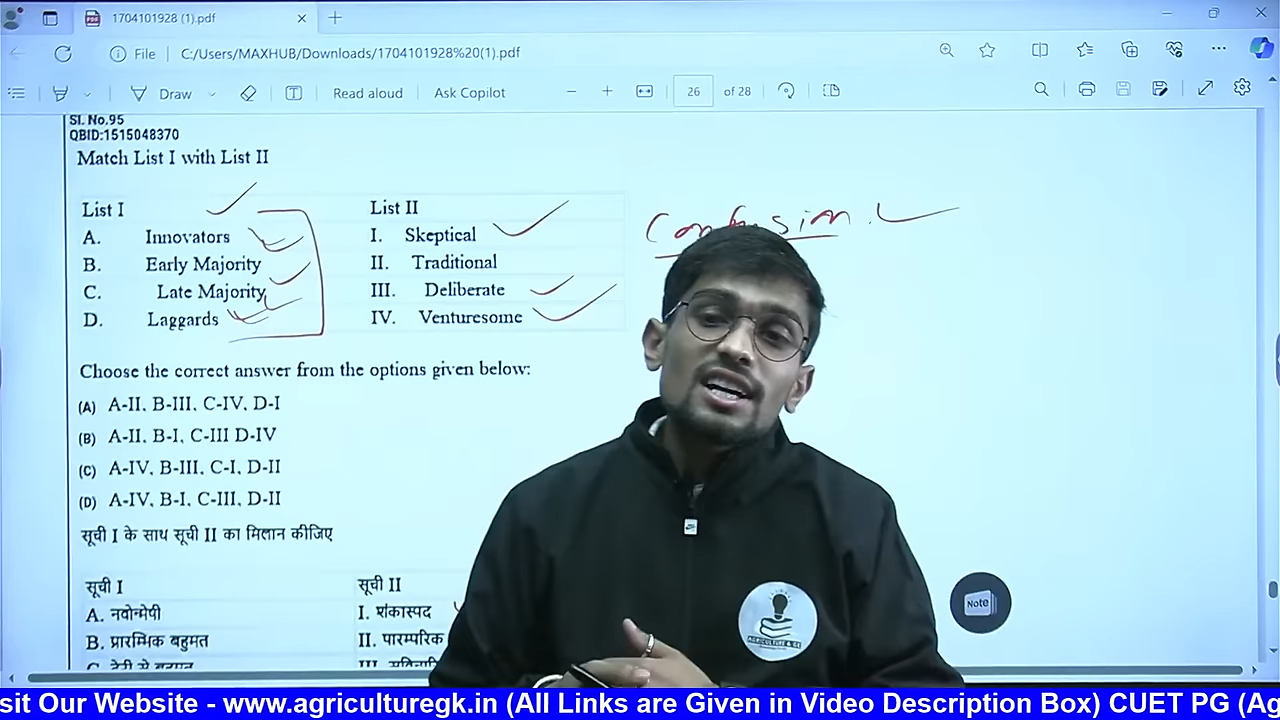 1704101928 (1).pdf
File C:/Users/MAXHUB/Downloads/1704101928%20(1).pdf
Draw Read aloud Ask Copilot 26 of 28
Sl. No.95
QBID:1515048370
Match List I with List II
List I List II
A. Innovators I. Skeptical
B. Early Majority II. Traditional
C. Late Majority III. Deliberate
D. Laggards IV. Venturesome
Choose the correct answer from the options given below:
(A) A-II, B-III, C-IV, D-I
(B) A-II, B-I, C-III D-IV
(C) A-IV, B-III, C-I, D-II
(D) A-IV, B-I, C-III, D-II
सूची I के साथ सूची II का मिलान कीजिए
सूची I सूची II
A. नवोन्मेषी I. शंकास्पद
B. प्रारम्भिक बहुमत II. पारम्परिक
Note
AGRICULTURE & GK
sit Our Website - www.agriculturegk.in (All Links are Given in Video Description Box) CUET PG (Ag